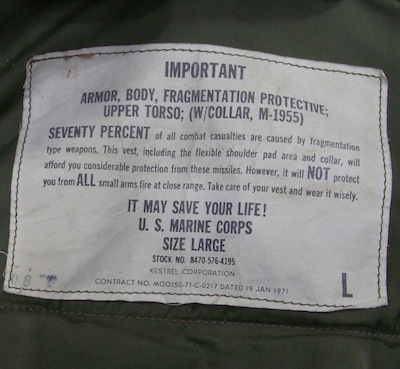 IMPORTANT
ARMOR, BODY, FRAGMENTATION PROTECTIVE;
UPPER TORSO; (W/COLLAR, M-1955)
SEVENTY PERCENT of all combat casualties are caused by fragmentation
type weapons. This vest, including the flexible shoulder pad area and collar, will
afford you considerable protection from these missiles. However, it will NOT protect
you from ALL small arms fire at close range. Take care of your vest and wear it wisely.
IT MAY SAVE YOUR LIFE!
U. S. MARINE CORPS
SIZE LARGE
STOCK NO. 8470-576-4195
KESTREL CORPORATION
CONTRACT NO. MOO150-71-C-0217 DATED 19 JAN 1971
L